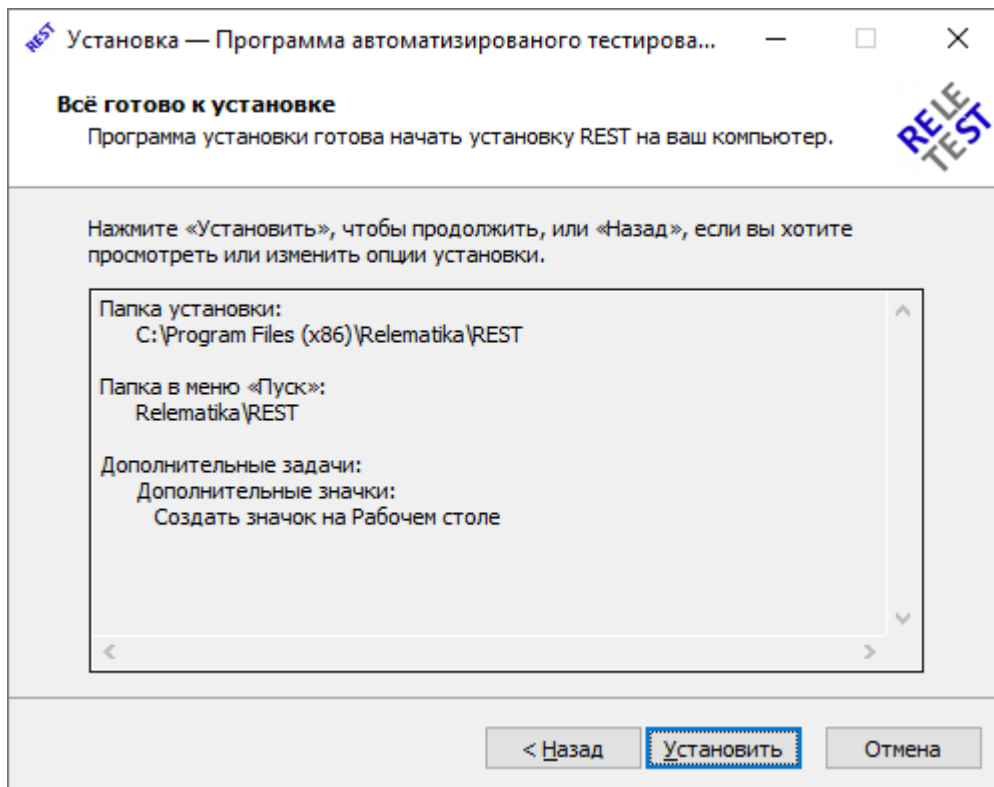 REST
Установка — Программа автоматизированого тестирова...
Всё готово к установке
Программа установки готова начать установку REST на ваш компьютер.
RELE
TEST
Нажмите «Установить», чтобы продолжить, или «Назад», если вы хотите
просмотреть или изменить опции установки.
Папка установки:
C:\Program Files (x86)\Relematika\REST
Папка в меню «Пуск»:
Relematika\REST
Дополнительные задачи:
Дополнительные значки:
Создать значок на Рабочем столе
< Назад
Установить
Отмена